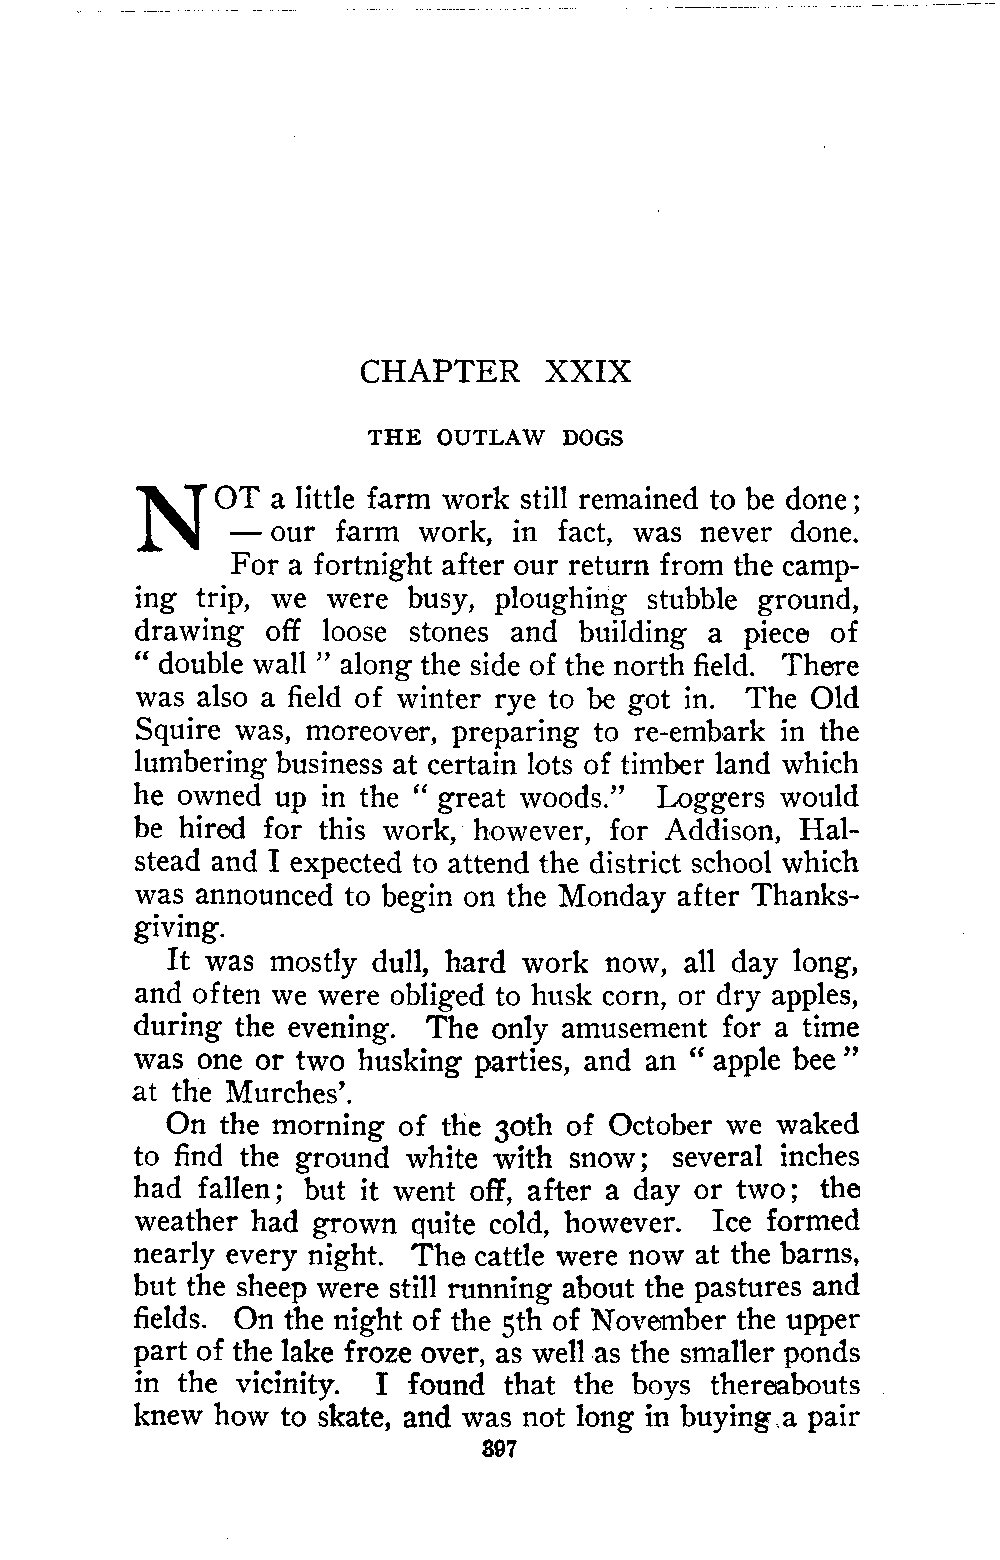 CHAPTER XXIX
THE OUTLAW DOGS
NOT a little farm work still remained to be done;
— our farm work, in fact, was never done.
For a fortnight after our return from the camp-
ing trip, we were busy, ploughing stubble ground,
drawing off loose stones and building a piece of
“ double wall ” along the side of the north field. There
was also a field of winter rye to be got in. The Old
Squire was, moreover, preparing to re-embark in the
lumbering business at certain lots of timber land which
he owned up in the “ great woods.” Loggers would
be hired for this work, however, for Addison, Hal-
stead and I expected to attend the district school which
was announced to begin on the Monday after Thanks-
giving.
It was mostly dull, hard work now, all day long,
and often we were obliged to husk corn, or dry apples,
during the evening. The only amusement for a time
was one or two husking parties, and an “ apple bee ”
at the Murches’.
On the morning of the 30th of October we waked
to find the ground white with snow; several inches
had fallen; but it went off, after a day or two; the
weather had grown quite cold, however. Ice formed
nearly every night. The cattle were now at the barns,
but the sheep were still running about the pastures and
fields. On the night of the 5th of November the upper
part of the lake froze over, as well as the smaller ponds
in the vicinity. I found that the boys thereabouts
knew how to skate, and was not long in buying a pair
397